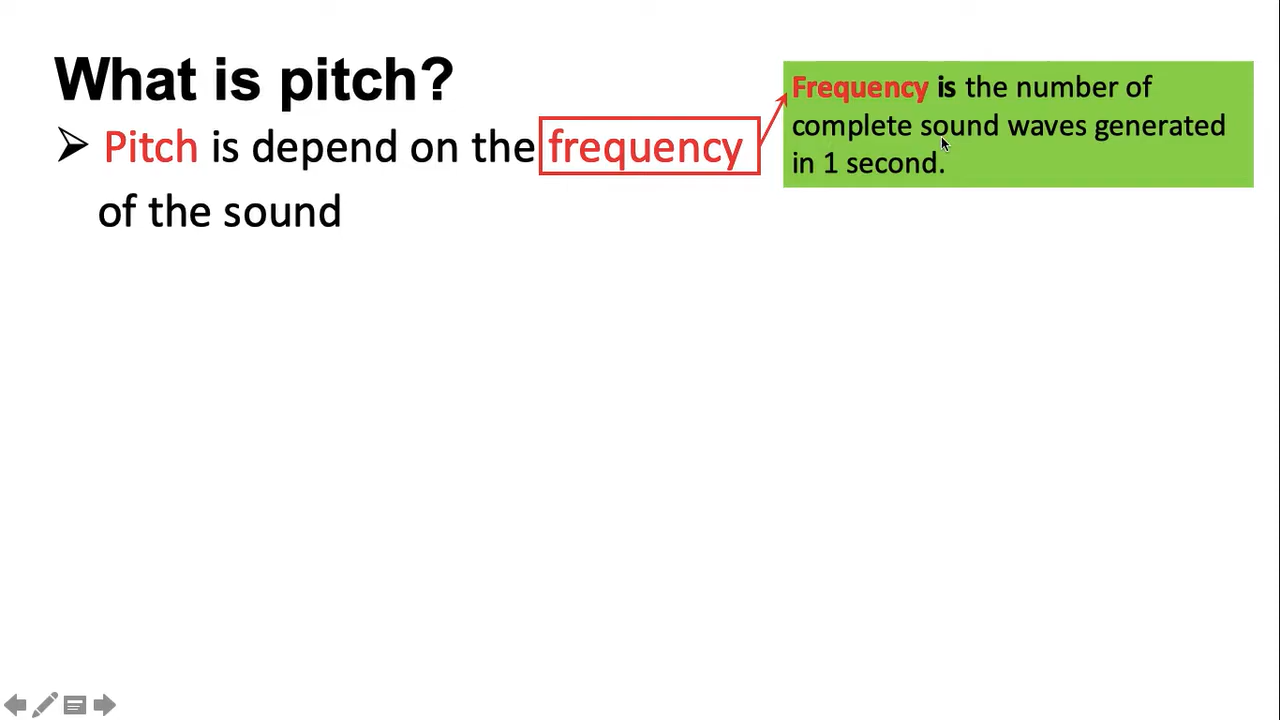 What is pitch?
➢ Pitch is depend on the frequency
of the sound
Frequency is the number of
complete sound waves generated
in 1 second.